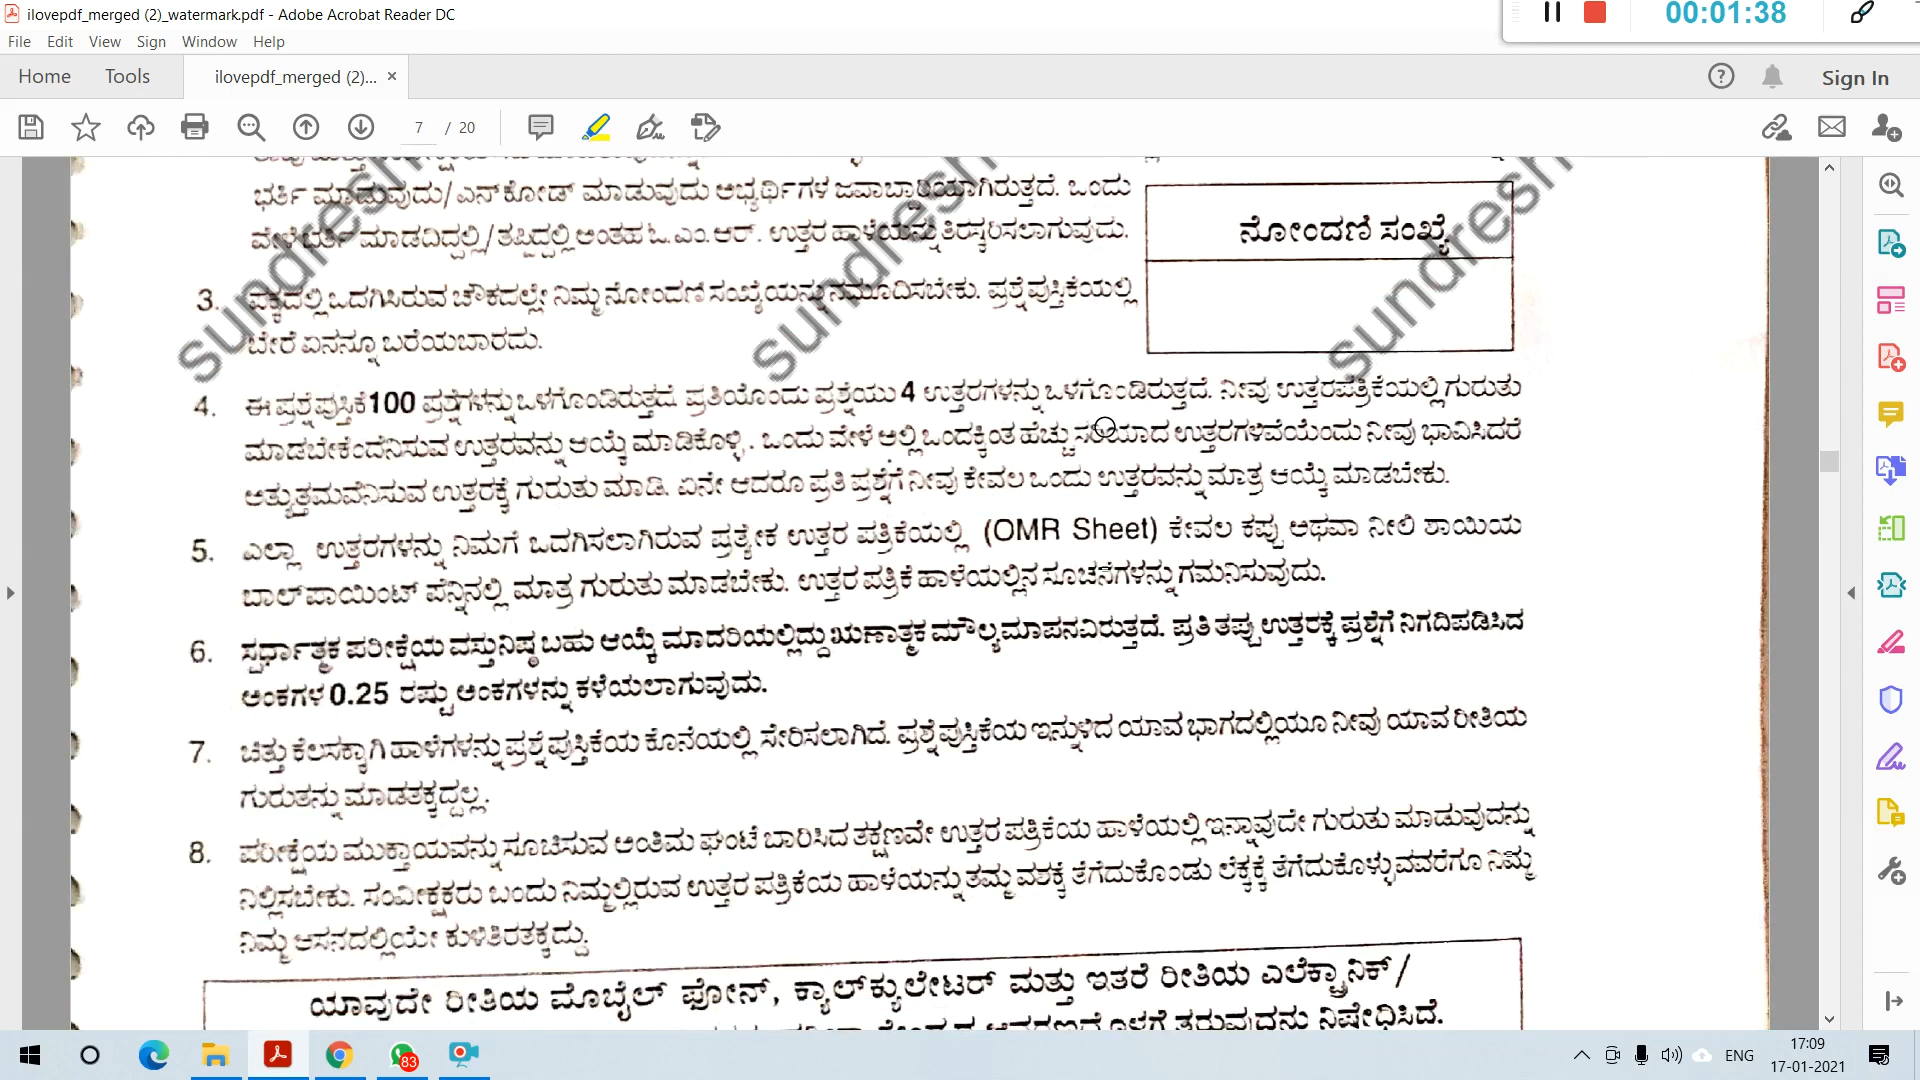 ilovepdf_merged (2)_watermark.pdf - Adobe Acrobat Reader DC
00:01:38
File Edit View Sign Window Help
Home Tools ilovepdf_merged (2)... ×
Sign In
7 / 20
ಭರ್ತಿ ಮಾಡುವುದು/ಎನ್‌ಕೋಡ್ ಮಾಡುವುದು ಅಭ್ಯರ್ಥಿಗಳ ಜವಾಬ್ದಾರಿಯಾಗಿರುತ್ತದೆ. ಒಂದು
ವೇಳೆ ಭರ್ತಿ ಮಾಡದಿದ್ದಲ್ಲಿ/ತಪ್ಪಿದ್ದಲ್ಲಿ ಅಂತಹ ಓ.ಎಂ.ಆರ್. ಉತ್ತರ ಹಾಳೆಯನ್ನು ತಿರಸ್ಕರಿಸಲಾಗುವುದು.
ನೋಂದಣಿ ಸಂಖ್ಯೆ
3. ಪಕ್ಕದಲ್ಲಿ ಒದಗಿಸಿರುವ ಚೌಕದಲ್ಲೇ ನಿಮ್ಮ ನೋಂದಣಿ ಸಂಖ್ಯೆಯನ್ನು ನಮೂದಿಸಬೇಕು. ಪ್ರಶ್ನೆಪುಸ್ತಿಕೆಯಲ್ಲಿ
ಬೇರೆ ಏನನ್ನೂ ಬರೆಯಬಾರದು.
4. ಈ ಪ್ರಶ್ನೆಪುಸ್ತಿಕೆ 100 ಪ್ರಶ್ನೆಗಳನ್ನು ಒಳಗೊಂಡಿರುತ್ತದೆ. ಪ್ರತಿಯೊಂದು ಪ್ರಶ್ನೆಯು 4 ಉತ್ತರಗಳನ್ನು ಒಳಗೊಂಡಿರುತ್ತದೆ. ನೀವು ಉತ್ತರಪತ್ರಿಕೆಯಲ್ಲಿ ಗುರುತು
ಮಾಡಬೇಕೆಂದೆನಿಸುವ ಉತ್ತರವನ್ನು ಆಯ್ಕೆ ಮಾಡಿಕೊಳ್ಳಿ. ಒಂದು ವೇಳೆ ಅಲ್ಲಿ ಒಂದಕ್ಕಿಂತ ಹೆಚ್ಚು ಸರಿಯಾದ ಉತ್ತರಗಳಿವೆಯೆಂದು ನೀವು ಭಾವಿಸಿದರೆ
ಅತ್ಯುತ್ತಮವೆನಿಸುವ ಉತ್ತರಕ್ಕೆ ಗುರುತು ಮಾಡಿ. ಏನೇ ಆದರೂ ಪ್ರತಿ ಪ್ರಶ್ನೆಗೆ ನೀವು ಕೇವಲ ಒಂದು ಉತ್ತರವನ್ನು ಮಾತ್ರ ಆಯ್ಕೆ ಮಾಡಬೇಕು.
5. ಎಲ್ಲಾ ಉತ್ತರಗಳನ್ನು ನಿಮಗೆ ಒದಗಿಸಲಾಗಿರುವ ಪ್ರತ್ಯೇಕ ಉತ್ತರ ಪತ್ರಿಕೆಯಲ್ಲಿ (OMR Sheet) ಕೇವಲ ಕಪ್ಪು ಅಥವಾ ನೀಲಿ ಶಾಯಿಯ
ಬಾಲ್‌ಪಾಯಿಂಟ್ ಪೆನ್ನಿನಲ್ಲಿ ಮಾತ್ರ ಗುರುತು ಮಾಡಬೇಕು. ಉತ್ತರ ಪತ್ರಿಕೆ ಹಾಳೆಯಲ್ಲಿನ ಸೂಚನೆಗಳನ್ನು ಗಮನಿಸುವುದು.
6. ಸ್ಪರ್ಧಾತ್ಮಕ ಪರೀಕ್ಷೆಯ ವಸ್ತುನಿಷ್ಠ ಬಹು ಆಯ್ಕೆ ಮಾದರಿಯಲ್ಲಿದ್ದು ಋಣಾತ್ಮಕ ಮೌಲ್ಯಮಾಪನವಿರುತ್ತದೆ. ಪ್ರತಿ ತಪ್ಪು ಉತ್ತರಕ್ಕೆ ಪ್ರಶ್ನೆಗೆ ನಿಗದಿಪಡಿಸಿದ
ಅಂಕಗಳ 0.25 ರಷ್ಟು ಅಂಕಗಳನ್ನು ಕಳೆಯಲಾಗುವುದು.
7. ಚಿತ್ತು ಕೆಲಸಕ್ಕಾಗಿ ಹಾಳೆಗಳನ್ನು ಪ್ರಶ್ನೆಪುಸ್ತಿಕೆಯ ಕೊನೆಯಲ್ಲಿ ಸೇರಿಸಲಾಗಿದೆ. ಪ್ರಶ್ನೆಪುಸ್ತಿಕೆಯ ಇನ್ನುಳಿದ ಯಾವ ಭಾಗದಲ್ಲಿಯೂ ನೀವು ಯಾವ ರೀತಿಯ
ಗುರುತನ್ನು ಮಾಡತಕ್ಕದ್ದಲ್ಲ.
8. ಪರೀಕ್ಷೆಯ ಮುಕ್ತಾಯವನ್ನು ಸೂಚಿಸುವ ಅಂತಿಮ ಘಂಟೆ ಬಾರಿಸಿದ ತಕ್ಷಣವೇ ಉತ್ತರ ಪತ್ರಿಕೆಯ ಹಾಳೆಯಲ್ಲಿ ಇನ್ನಾವುದೇ ಗುರುತು ಮಾಡುವುದನ್ನು
ನಿಲ್ಲಿಸಬೇಕು. ಸಂವೀಕ್ಷಕರು ಬಂದು ನಿಮ್ಮಲ್ಲಿರುವ ಉತ್ತರ ಪತ್ರಿಕೆಯ ಹಾಳೆಯನ್ನು ತಮ್ಮ ವಶಕ್ಕೆ ತೆಗೆದುಕೊಂಡು ಲೆಕ್ಕಕ್ಕೆ ತೆಗೆದುಕೊಳ್ಳುವವರೆಗೂ ನಿಮ್ಮ
ನಿಮ್ಮ ಆಸನದಲ್ಲಿಯೇ ಕುಳಿತಿರತಕ್ಕದ್ದು.
ಯಾವುದೇ ರೀತಿಯ ಮೊಬೈಲ್ ಫೋನ್, ಕ್ಯಾಲ್‌ಕ್ಯುಲೇಟರ್ ಮತ್ತು ಇತರೆ ರೀತಿಯ ಎಲೆಕ್ಟ್ರಾನಿಕ್/
ಆವರಣದೊಳಗೆ ತರುವುದನ್ನು ನಿಷೇಧಿಸಿದೆ.
sundresh
sundresh
sundresh
83
ENG
17:09
17-01-2021